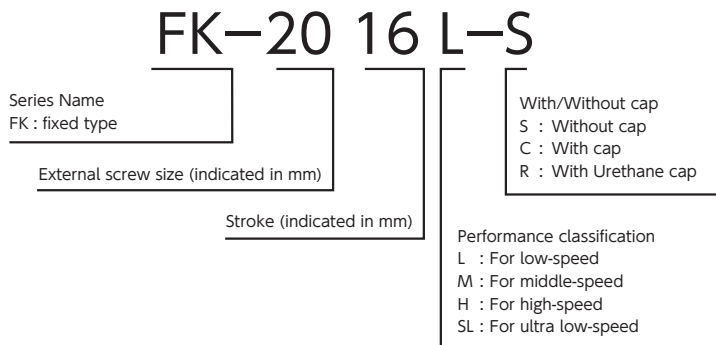 FK−20 16 L−S
Series Name
FK : fixed type
External screw size (indicated in mm)
Stroke (indicated in mm)
With/Without cap
S : Without cap
C : With cap
R : With Urethane cap
Performance classification
L : For low-speed
M : For middle-speed
H : For high-speed
SL : For ultra low-speed